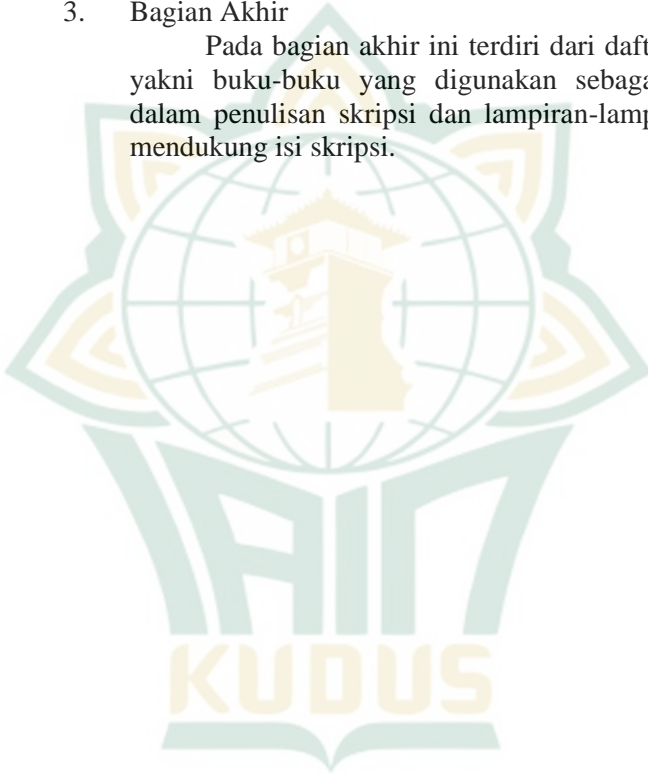 3. Bagian Akhir
Pada bagian akhir ini terdiri dari daft
yakni buku-buku yang digunakan sebaga
dalam penulisan skripsi dan lampiran-lamp
mendukung isi skripsi.
IAIN
KUDUS